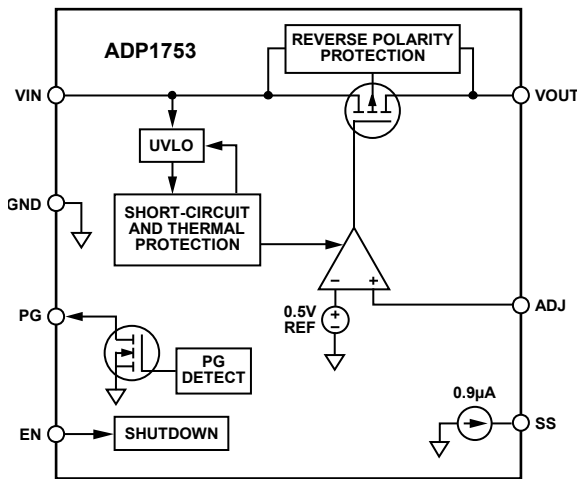 ADP1753
REVERSE POLARITY
PROTECTION
VIN
VOUT
UVLO
GND
SHORT-CIRCUIT
AND THERMAL
PROTECTION
− +
0.5V
REF
+
−
ADJ
PG
PG
DETECT
0.9µA
SS
EN
SHUTDOWN